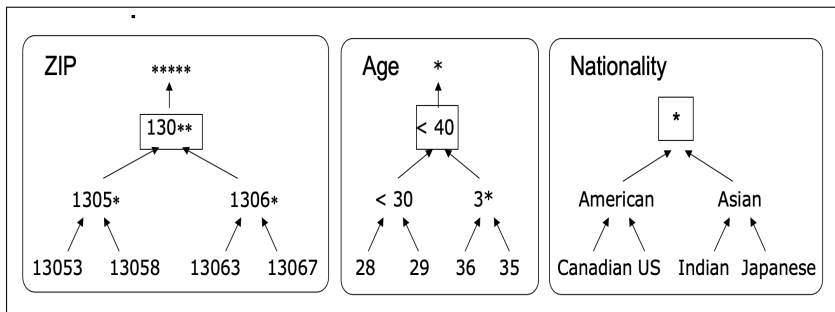 ZIP
*****
130**
1305*
1306*
13053
13058
13063
13067
Age
*
< 40
< 30
3*
28
29
36
35
Nationality
*
American
Asian
Canadian
US
Indian
Japanese